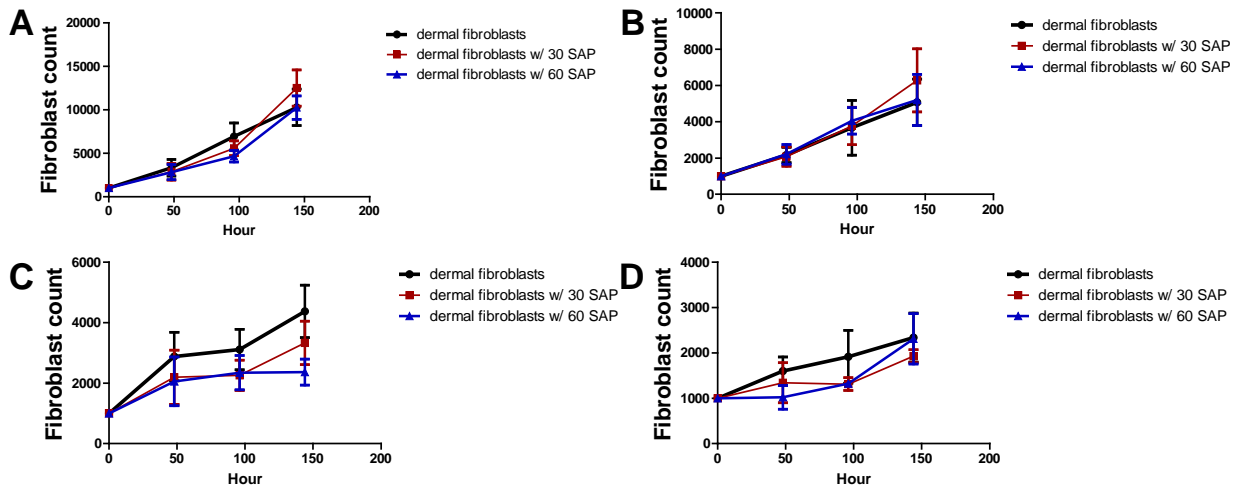 A
Fibroblast count
20000
15000
10000
5000
0
0 50 100 150 200
Hour
dermal fibroblasts
dermal fibroblasts w/ 30 SAP
dermal fibroblasts w/ 60 SAP
B
Fibroblast count
10000
8000
6000
4000
2000
0
0 50 100 150 200
Hour
dermal fibroblasts
dermal fibroblasts w/ 30 SAP
dermal fibroblasts w/ 60 SAP
C
Fibroblast count
6000
4000
2000
0
0 50 100 150 200
Hour
dermal fibroblasts
dermal fibroblasts w/ 30 SAP
dermal fibroblasts w/ 60 SAP
D
Fibroblast count
4000
3000
2000
1000
0
0 50 100 150 200
Hour
dermal fibroblasts
dermal fibroblasts w/ 30 SAP
dermal fibroblasts w/ 60 SAP